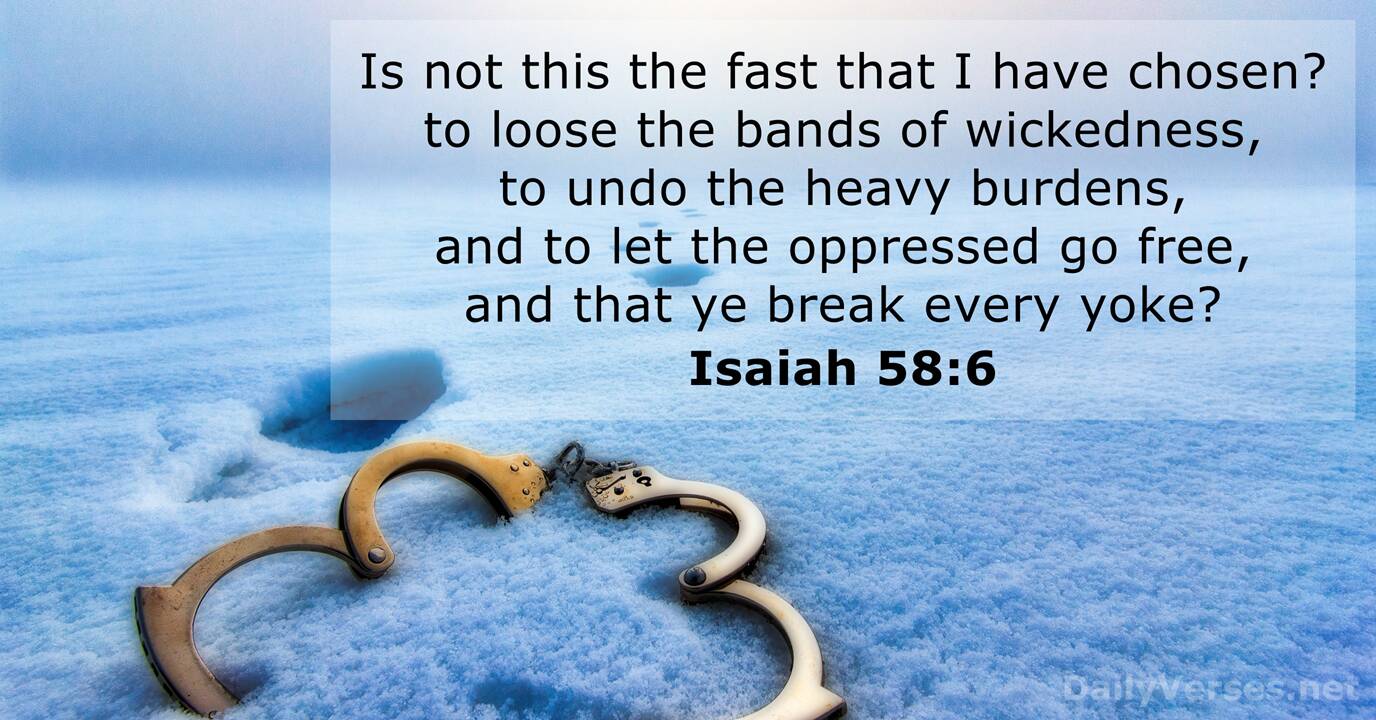 Is not this the fast that I have chosen?
to loose the bands of wickedness,
to undo the heavy burdens,
and to let the oppressed go free,
and that ye break every yoke?
Isaiah 58:6
DailyVerses.net